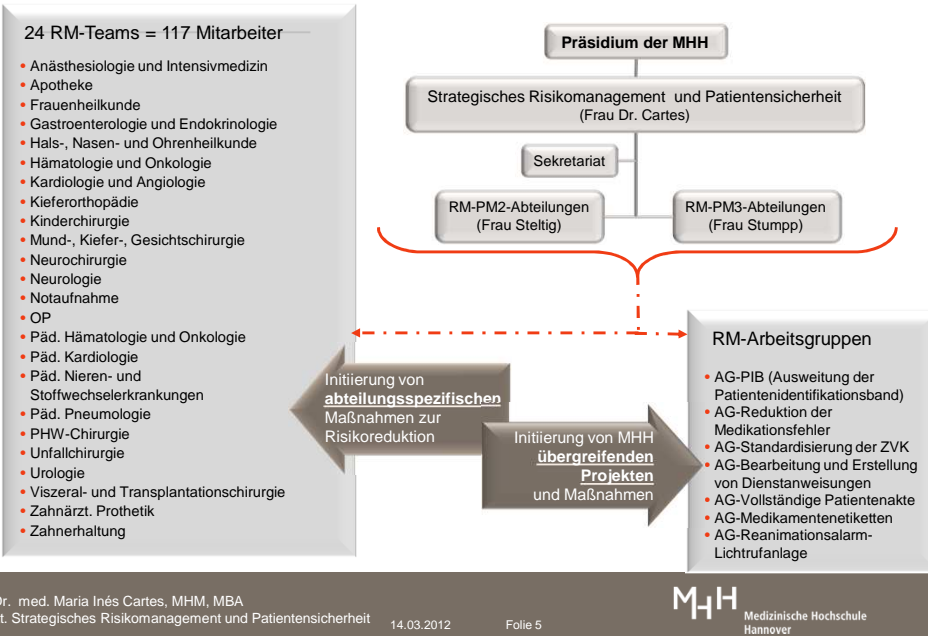 24 RM-Teams = 117 Mitarbeiter
• Anästhesiologie und Intensivmedizin
• Apotheke
• Frauenheilkunde
• Gastroenterologie und Endokrinologie
• Hals-, Nasen- und Ohrenheilkunde
• Hämatologie und Onkologie
• Kardiologie und Angiologie
• Kieferorthopädie
• Kinderchirurgie
• Mund-, Kiefer-, Gesichtschirurgie
• Neurochirurgie
• Neurologie
• Notaufnahme
• OP
• Päd. Hämatologie und Onkologie
• Päd. Kardiologie
• Päd. Nieren- und
Stoffwechselerkrankungen
• Päd. Pneumologie
• PHW-Chirurgie
• Unfallchirurgie
• Urologie
• Viszeral- und Transplantationschirurgie
• Zahnärzt. Prothetik
• Zahnerhaltung
Präsidium der MHH
Strategisches Risikomanagement und Patientensicherheit
(Frau Dr. Cartes)
Sekretariat
RM-PM2-Abteilungen
(Frau Steltig)
RM-PM3-Abteilungen
(Frau Stumpp)
Initiierung von
abteilungsspezifischen
Maßnahmen zur
Risikoreduktion
Initiierung von MHH
übergreifenden
Projekten
und Maßnahmen
RM-Arbeitsgruppen
• AG-PIB (Ausweitung der
Patientenidentifikationsband)
• AG-Reduktion der
Medikationsfehler
• AG-Standardisierung der ZVK
• AG-Bearbeitung und Erstellung
von Dienstanweisungen
• AG-Vollständige Patientenakte
• AG-Medikamentenetiketten
• AG-Reanimationsalarm-
Lichtrufanlage
Dr. med. Maria Inés Cartes, MHM, MBA
t. Strategisches Risikomanagement und Patientensicherheit
14.03.2012
Folie 5
MHH
Medizinische Hochschule
Hannover